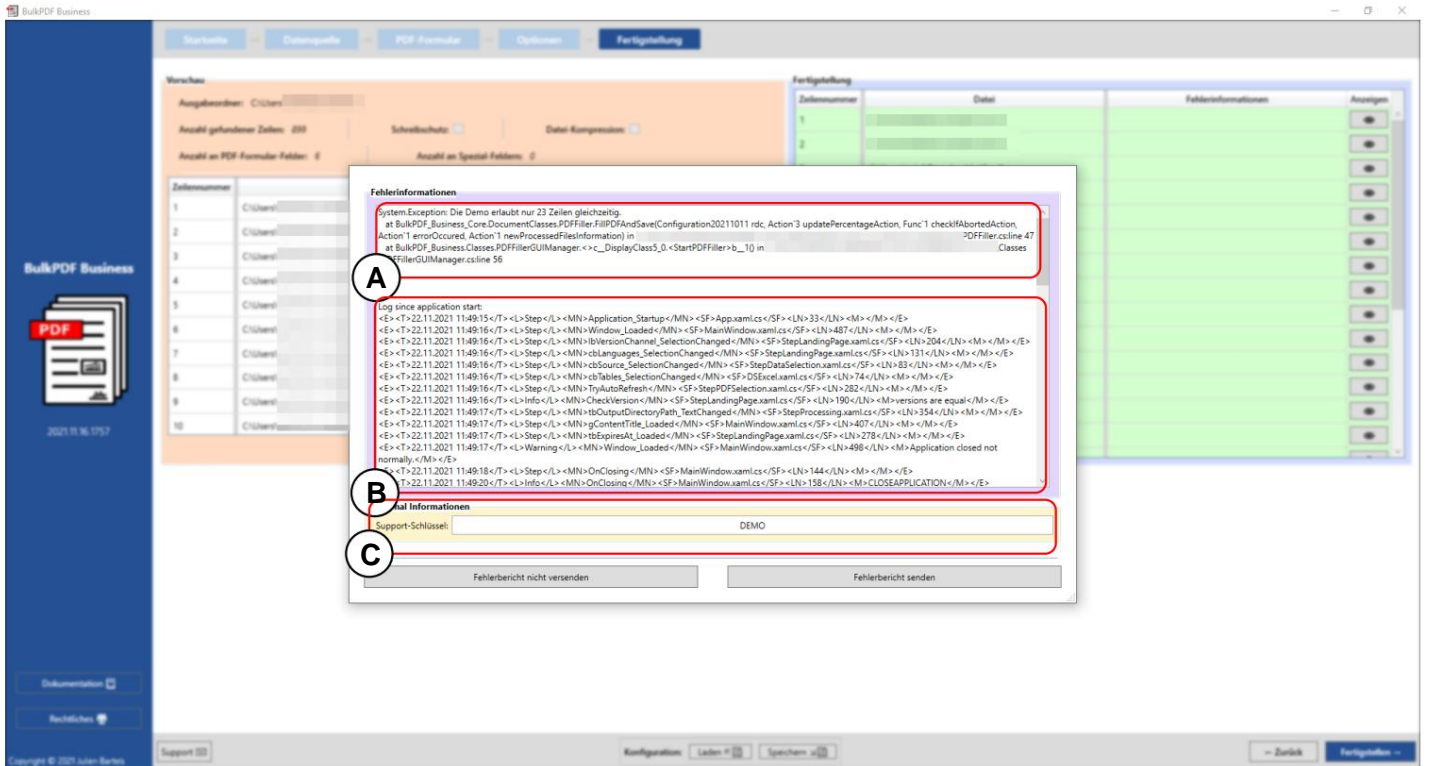 BulkPDF Business
Startseite
Datenquelle
PDF-Formular
Optionen
Fertigstellung
Vorschau
Ausgabeordner: C:\Users
Anzahl gefundener Zeilen:
Schreibschutz:
Datei-Kompression:
Anzahl an PDF-Formular-Felder: 6
Anzahl an Spezial-Feldern: 0
Zeilennummer
1 C:\Users\
2 C:\Users\
3 C:\Users\
4 C:\Users\
5 C:\Users\
6 C:\Users\
7 C:\Users\
8 C:\Users\
9 C:\Users\
10 C:\Users\
Fertigstellung
Zeilennummer Datei Fehlerinformationen Anzeigen
1
2
BulkPDF Business
PDF
2021.11.16.1757
Fehlerinformationen
System.Exception: Die Demo erlaubt nur 23 Zeilen gleichzeitig.
at BulkPDF_Business_Core.DocumentClasses.PDFFiller.FillPDFAndSave(Configuration20211011 rdc, Action`3 updatePercentageAction, Func`1 checkIfAbortedAction,
Action`1 errorOccured, Action`1 newProcessedFilesInformation) in PDFFiller.cs:line 47
at BulkPDF_Business.Classes.PDFFillerGUIManager.<>c__DisplayClass5_0.<StartPDFFiller>b__1() in Classes
PDFFillerGUIManager.cs:line 56
A
Log since application start:
<E><T>22.11.2021 11:49:15</T><L>Step</L><MN>Application_Startup</MN><SF>App.xaml.cs</SF><LN>33</LN><M></M></E>
<E><T>22.11.2021 11:49:16</T><L>Step</L><MN>Window_Loaded</MN><SF>MainWindow.xaml.cs</SF><LN>487</LN><M></M></E>
<E><T>22.11.2021 11:49:16</T><L>Step</L><MN>lbVersionChannel_SelectionChanged</MN><SF>StepLandingPage.xaml.cs</SF><LN>204</LN><M></M></E>
<E><T>22.11.2021 11:49:16</T><L>Step</L><MN>cbLanguages_SelectionChanged</MN><SF>StepLandingPage.xaml.cs</SF><LN>131</LN><M></M></E>
<E><T>22.11.2021 11:49:16</T><L>Step</L><MN>cbSource_SelectionChanged</MN><SF>StepDataSelection.xaml.cs</SF><LN>83</LN><M></M></E>
<E><T>22.11.2021 11:49:16</T><L>Step</L><MN>cbTables_SelectionChanged</MN><SF>DSExcel.xaml.cs</SF><LN>74</LN><M></M></E>
<E><T>22.11.2021 11:49:16</T><L>Step</L><MN>TryAutoRefresh</MN><SF>StepPDFSelection.xaml.cs</SF><LN>282</LN><M></M></E>
<E><T>22.11.2021 11:49:16</T><L>Info</L><MN>CheckVersion</MN><SF>StepLandingPage.xaml.cs</SF><LN>190</LN><M>versions are equal</M></E>
<E><T>22.11.2021 11:49:17</T><L>Step</L><MN>tbOutputDirectoryPath_TextChanged</MN><SF>StepProcessing.xaml.cs</SF><LN>354</LN><M></M></E>
<E><T>22.11.2021 11:49:17</T><L>Step</L><MN>gContentTitle_Loaded</MN><SF>MainWindow.xaml.cs</SF><LN>407</LN><M></M></E>
<E><T>22.11.2021 11:49:17</T><L>Step</L><MN>tbExpiresAt_Loaded</MN><SF>StepLandingPage.xaml.cs</SF><LN>278</LN><M></M></E>
<E><T>22.11.2021 11:49:17</T><L>Warning</L><MN>Window_Loaded</MN><SF>MainWindow.xaml.cs</SF><LN>498</LN><M>Application closed not
normally.</M></E>
<E><T>22.11.2021 11:49:18</T><L>Step</L><MN>OnClosing</MN><SF>MainWindow.xaml.cs</SF><LN>144</LN><M></M></E>
<T>22.11.2021 11:49:20</T><L>Info</L><MN>OnClosing</MN><SF>MainWindow.xaml.cs</SF><LN>158</LN><M>CLOSEAPPLICATION</M></E>
B
Informationen
Support-Schlüssel: DEMO
C
Fehlerbericht nicht versenden
Fehlerbericht senden
Dokumentation
Rechtliches
Copyright © 2021 Julien Bartels
Support
Konfiguration: Laden Speichern
Zurück
Fertigstellen